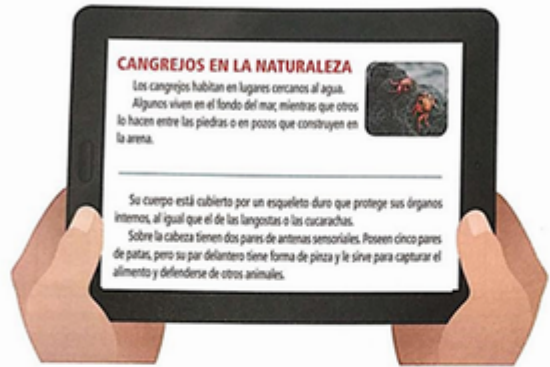 CANGREJOS EN LA NATURALEZA
Los cangrejos habitan en lugares cercanos al agua.
Algunos viven en el fondo del mar, mientras que otros
lo hacen entre las piedras o en pozos que construyen en
la arena.
Su cuerpo está cubierto por un esqueleto duro que protege sus órganos
internos, al igual que el de las langostas o las cucarachas.
Sobre la cabeza tienen dos pares de antenas sensoriales. Poseen cinco pares
de patas, pero su par delantero tiene forma de pinza y le sirve para capturar el
alimento y defenderse de otros animales.